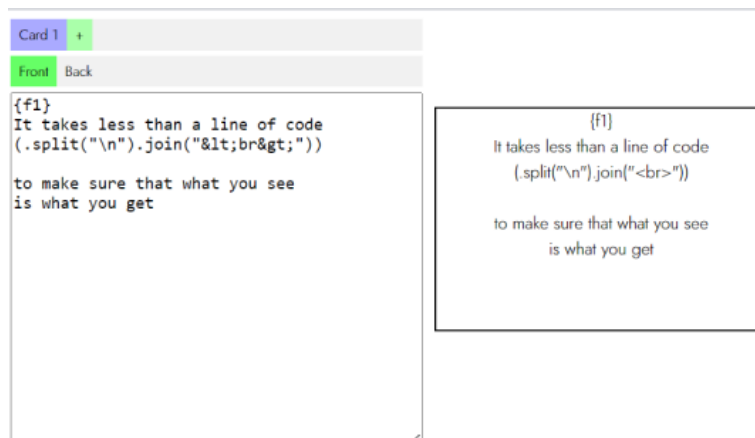 Card 1 +
Front Back
{f1}
It takes less than a line of code
(.split("\n").join("&lt;br&gt;"))
to make sure that what you see
is what you get
{f1}
It takes less than a line of code
(.split("\n").join("<br>"))
to make sure that what you see
is what you get